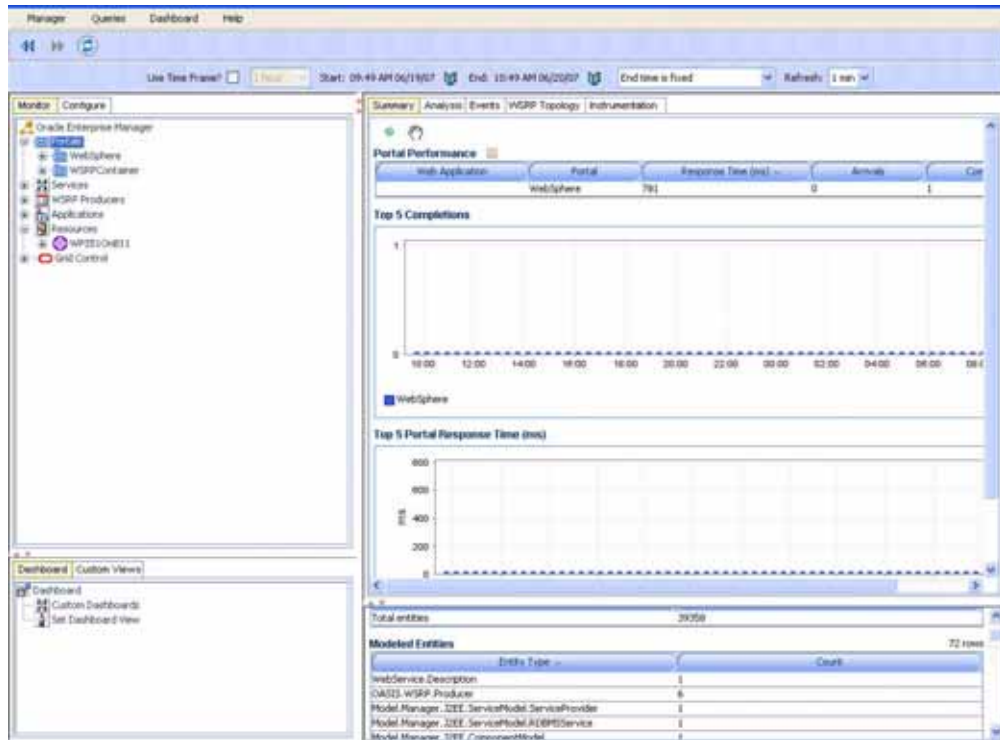 Manager Queries Dashboard Help
Use Time Frame? 1 hour Start: 09:49 AM 06/19/07 End: 10:49 AM 06/20/07 End time is fixed Refresh: 1 min
Monitor Configure
Oracle Enterprise Manager
Portals
WebSphere
WSRPContainer
Services
WSRP Producers
Applications
Resources
Grid Control
Dashboard Custom Views
Dashboard
Custom Dashboards
Set Dashboard View
Summary Analysis Events WSRP Topology Instrumentation
Portal Performance
Web Application Portal Response Time (ms) Arrivals
WebSphere 781 0 1
Top 5 Completions
1
0
10:00 12:00 14:00 16:00 18:00 20:00 22:00 00:00 02:00 04:00 06:00
WebSphere
Top 5 Portal Response Time (ms)
800
600
ms
400
200
0
Total entities 39358
Modeled Entities 72 rows
Entity Type Count
WebService.Description 1
OASIS.WSRP.Producer 6
Model.Manager.J2EE.ServiceModel.ServiceProvider 1
Model.Manager.J2EE.ServiceModel.RDBMSService 1
Model.Manager.J2EE.ComponentModel 1